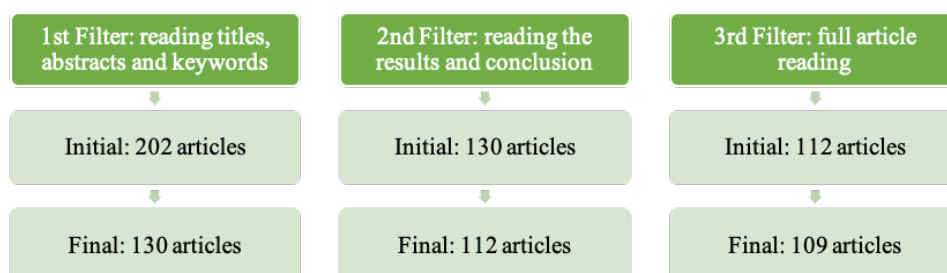 1st Filter: reading titles,
abstracts and keywords
Initial: 202 articles
Final: 130 articles
2nd Filter: reading the
results and conclusion
Initial: 130 articles
Final: 112 articles
3rd Filter: full article
reading
Initial: 112 articles
Final: 109 articles